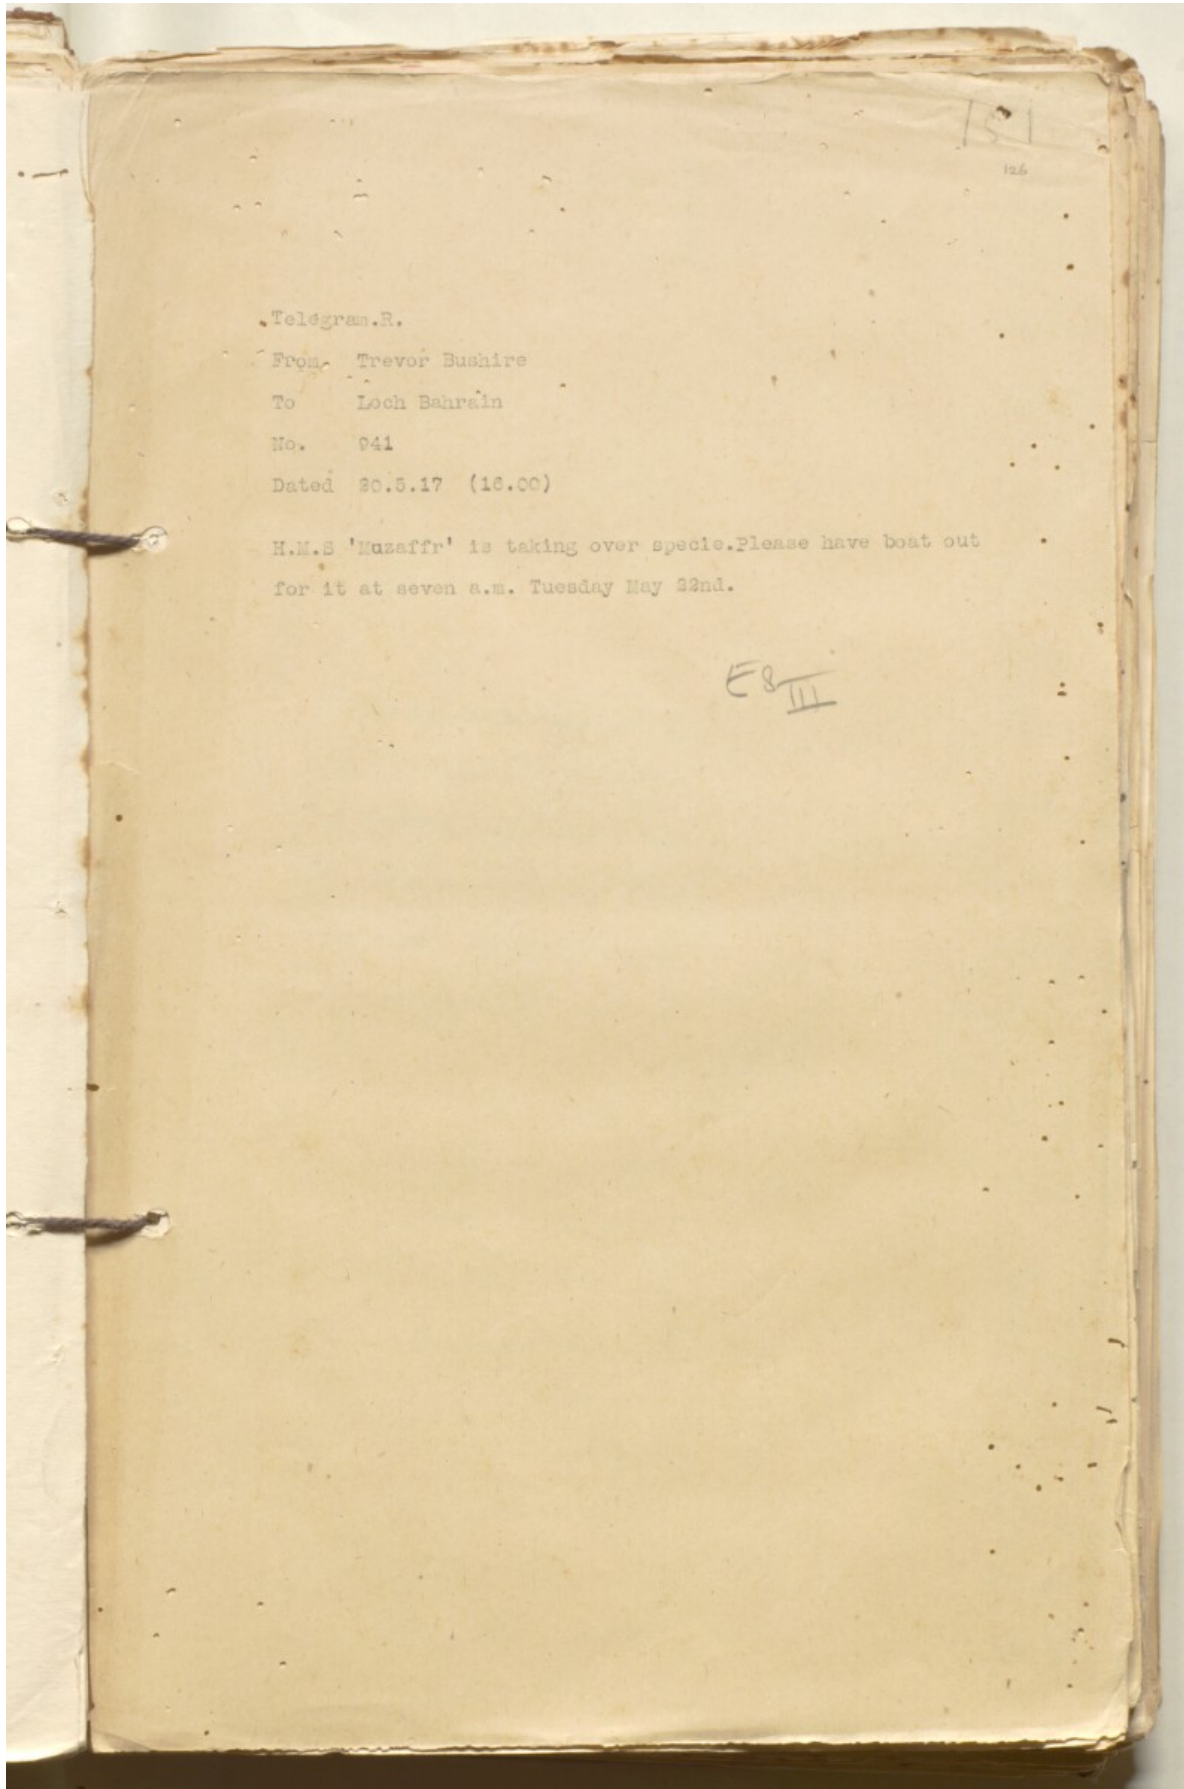 151
126
Telegram.R.
From Trevor Bushire
To Loch Bahrain
No. 941
Dated 20.5.17 (16.00)
H.M.S 'Muzaffr' is taking over specie.Please have boat out
for it at seven a.m. Tuesday May 22nd.
E8 III